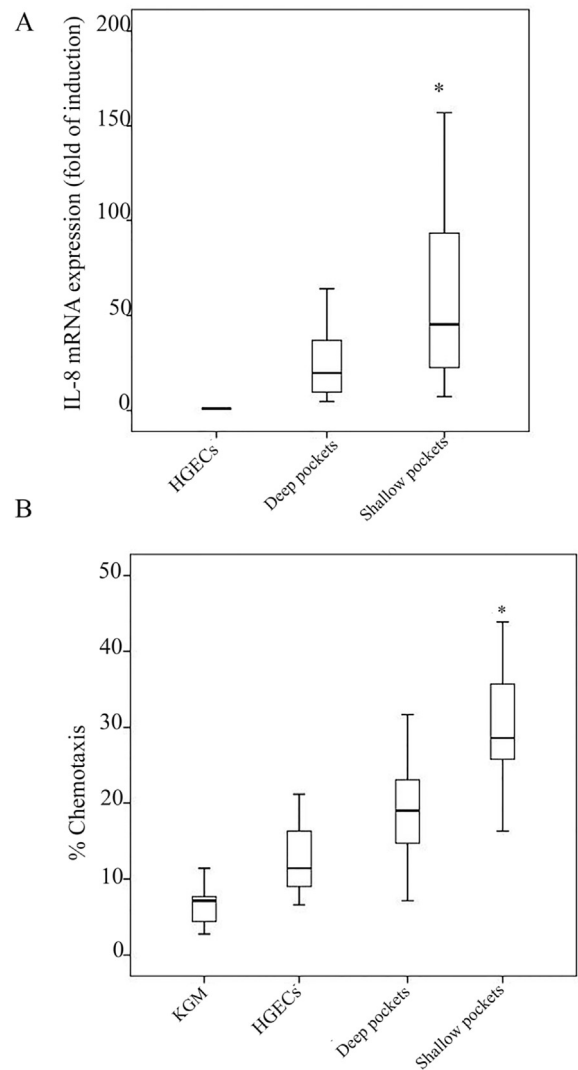 A
IL-8 mRNA expression (fold of induction)
200
150
100
50
0
*
HGECs
Deep pockets
Shallow pockets
B
% Chemotaxis
50
40
30
20
10
0
*
KGM
HGECs
Deep pockets
Shallow pockets